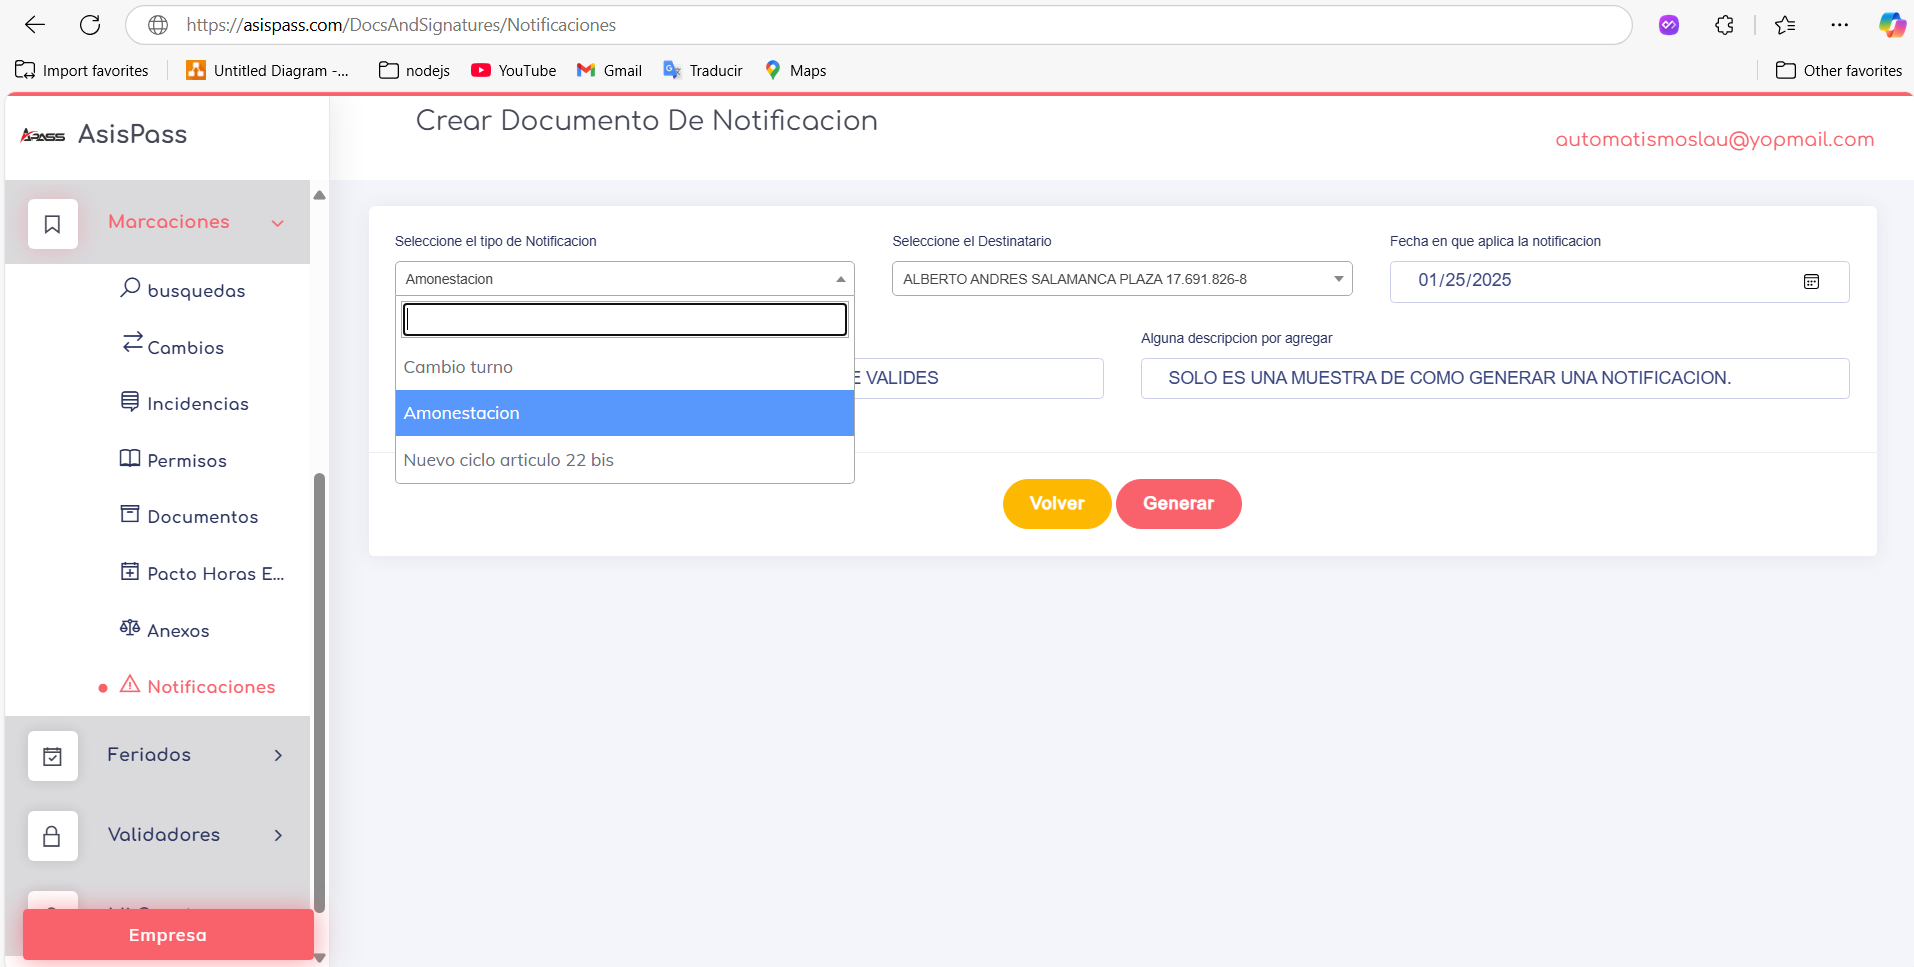 https://asispass.com/DocsAndSignatures/Notificaciones
Import favorites
Untitled Diagram -...
nodejs
YouTube
Gmail
Traducir
Maps
Other favorites
APASS
AsisPass
Crear Documento De Notificacion
automatismoslau@yopmail.com
Marcaciones
busquedas
Cambios
Incidencias
Permisos
Documentos
Pacto Horas E...
Anexos
Notificaciones
Feriados
Validadores
Empresa
Seleccione el tipo de Notificacion
Amonestacion
Cambio turno
Amonestacion
Nuevo ciclo articulo 22 bis
Seleccione el Destinatario
ALBERTO ANDRES SALAMANCA PLAZA 17.691.826-8
Fecha en que aplica la notificacion
01/25/2025
VALIDES
Alguna descripcion por agregar
SOLO ES UNA MUESTRA DE COMO GENERAR UNA NOTIFICACION.
Volver
Generar